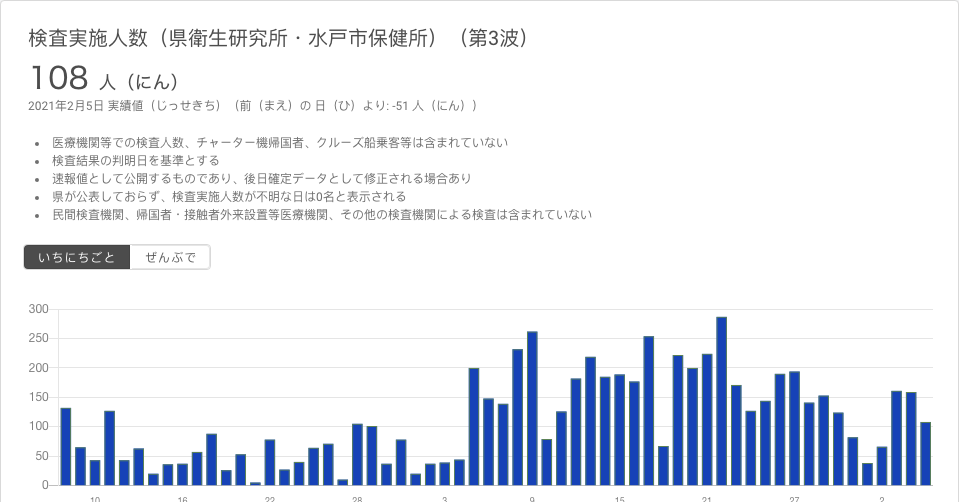 検査実施人数（県衛生研究所・水戸市保健所）（第3波）
108 人（にん）
2021年2月5日 実績値（じっせきち）（前（まえ）の 日（ひ）より: -51 人（にん））
医療機関等での検査人数、チャーター機帰国者、クルーズ船乗客等は含まれていない
検査結果の判明日を基準とする
速報値として公開するものであり、後日確定データとして修正される場合あり
県が公表しておらず、検査実施人数が不明な日は0名と表示される
民間検査機関、帰国者・接触者外来設置等医療機関、その他の検査機関による検査は含まれていない
いちにちごと ぜんぶで
300
250
200
150
100
50
0
10 16 22 28 3 9 15 21 27 2